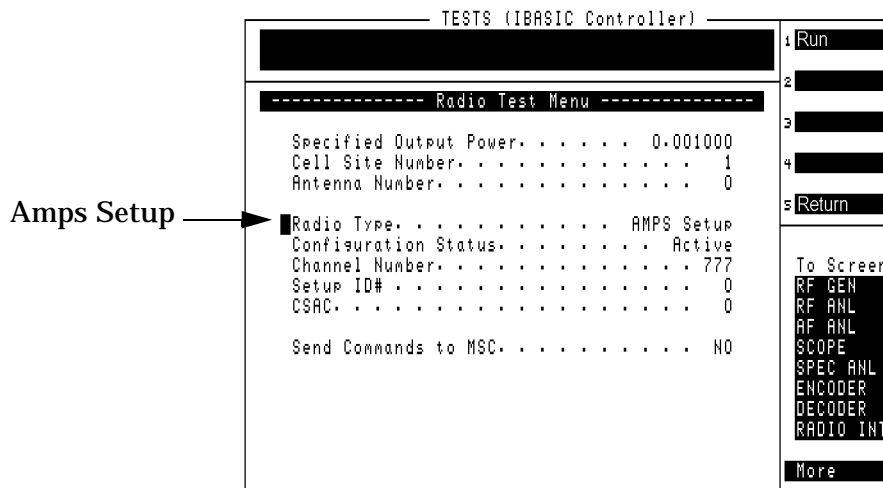 TESTS (IBASIC Controller)
--------------- Radio Test Menu ---------------
Specified Output Power. . . . . . 0.001000
Cell Site Number. . . . . . . . . . . . 1
Antenna Number. . . . . . . . . . . . . 0
Amps Setup
Radio Type. . . . . . . . . . . AMPS Setup
Configuration Status. . . . . . . . Active
Channel Number. . . . . . . . . . . . . 777
Setup ID# . . . . . . . . . . . . . . . 0
CSAC. . . . . . . . . . . . . . . . . . 0
Send Commands to MSC. . . . . . . . . . NO
1 Run
2
3
4
5 Return
To Screen
RF GEN
RF ANL
AF ANL
SCOPE
SPEC ANL
ENCODER
DECODER
RADIO INT
More